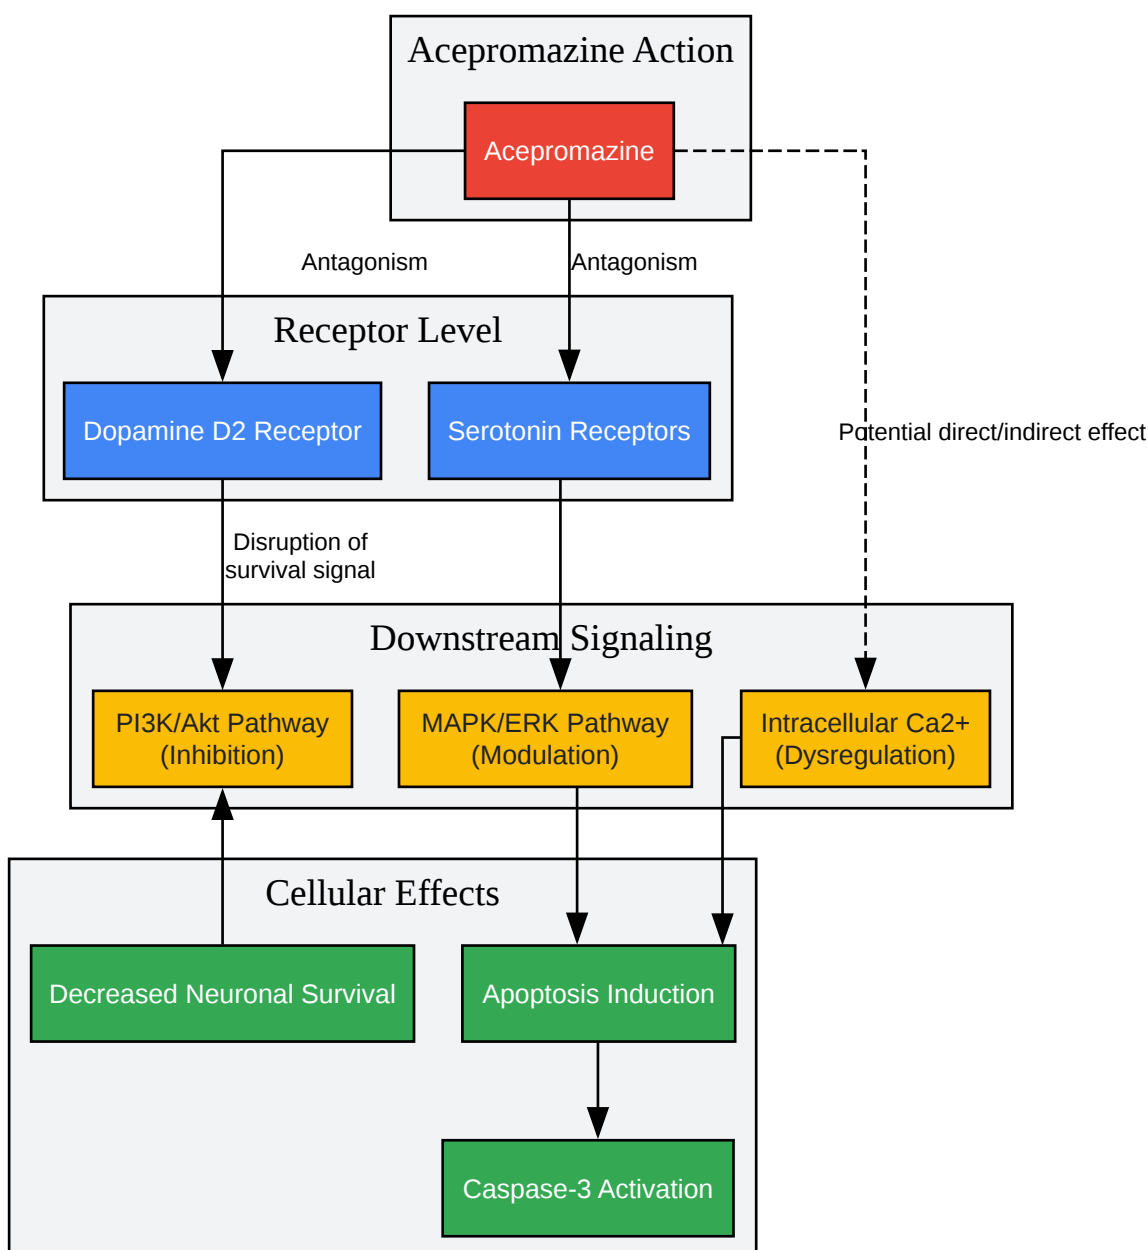 Acepromazine Action
Acepromazine
Antagonism
Antagonism
Receptor Level
Dopamine D2 Receptor
Serotonin Receptors
Potential direct/indirect effect
Disruption of
survival signal
Downstream Signaling
PI3K/Akt Pathway
(Inhibition)
MAPK/ERK Pathway
(Modulation)
Intracellular Ca2+
(Dysregulation)
Cellular Effects
Decreased Neuronal Survival
Apoptosis Induction
Caspase-3 Activation